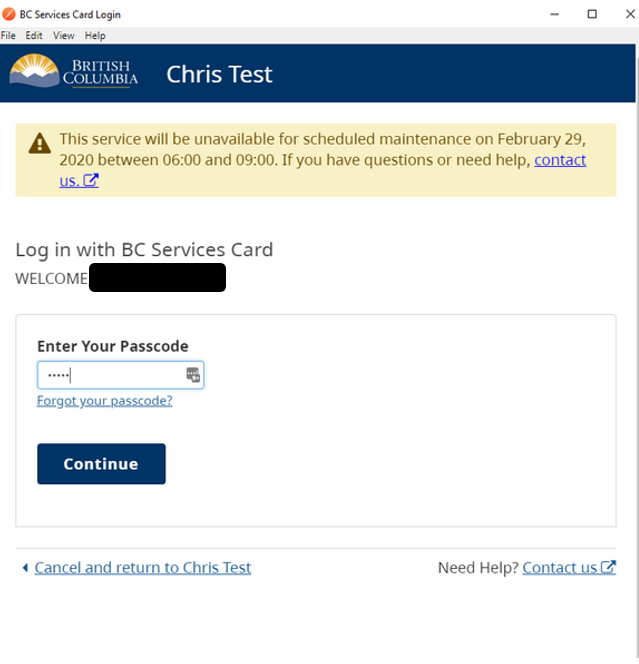 BC Services Card Login
File Edit View Help
BRITISH
COLUMBIA
Chris Test
This service will be unavailable for scheduled maintenance on February 29,
2020 between 06:00 and 09:00. If you have questions or need help, contact
us.
Log in with BC Services Card
WELCOME
Enter Your Passcode
•••••
Forgot your passcode?
Continue
Cancel and return to Chris Test
Need Help? Contact us